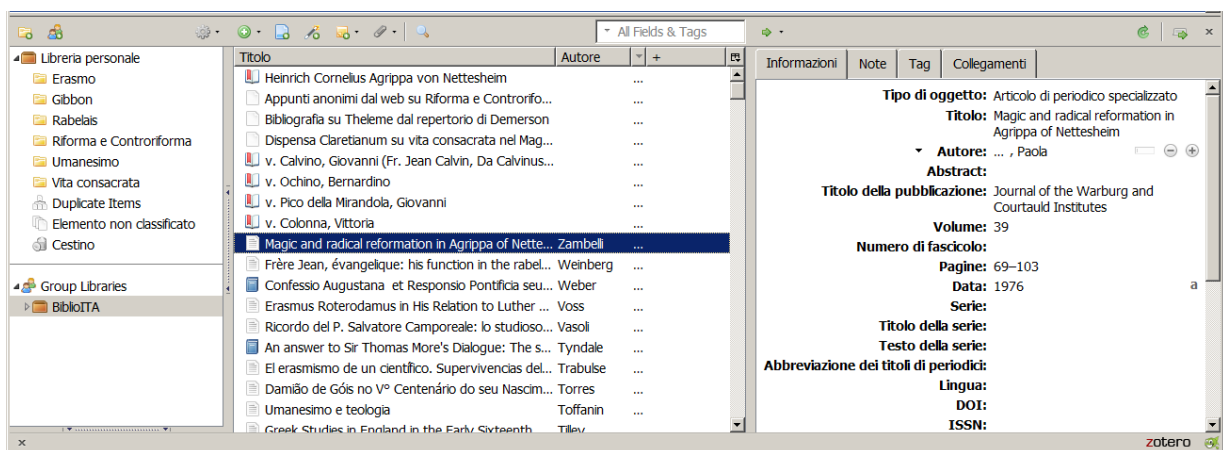 All Fields & Tags
Libreria personale
Erasmo
Gibbon
Rabelais
Riforma e Controriforma
Umanesimo
Vita consacrata
Duplicate Items
Elemento non classificato
Cestino
Group Libraries
BiblioITA
Titolo Autore +
Heinrich Cornelius Agrippa von Nettesheim ...
Appunti anonimi dal web su Riforma e Controrifo... ...
Bibliografia su Theleme dal repertorio di Demerson ...
Dispensa Claretianum su vita consacrata nel Mag... ...
v. Calvino, Giovanni (Fr. Jean Calvin, Da Calvinus... ...
v. Ochino, Bernardino ...
v. Pico della Mirandola, Giovanni ...
v. Colonna, Vittoria ...
Magic and radical reformation in Agrippa of Nette... Zambelli ...
Frère Jean, évangelique: his function in the rabel... Weinberg ...
Confessio Augustana et Responsio Pontificia seu... Weber ...
Erasmus Roterodamus in His Relation to Luther ... Voss ...
Ricordo del P. Salvatore Camporeale: lo studioso... Vasoli ...
An answer to Sir Thomas More's Dialogue: The s... Tyndale ...
El erasmismo de un científico. Supervivencias del... Trabulse ...
Damião de Góis no Vº Centenário do seu Nascim... Torres ...
Umanesimo e teologia Toffanin ...
Greek Studies in England in the Early Sixteenth Tilley
Informazioni Note Tag Collegamenti
Tipo di oggetto: Articolo di periodico specializzato
Titolo: Magic and radical reformation in
Agrippa of Nettesheim
Autore: ... , Paola
Abstract:
Titolo della pubblicazione: Journal of the Warburg and
Courtauld Institutes
Volume: 39
Numero di fascicolo:
Pagine: 69–103
Data: 1976 a
Serie:
Titolo della serie:
Testo della serie:
Abbreviazione dei titoli di periodici:
Lingua:
DOI:
ISSN:
zotero